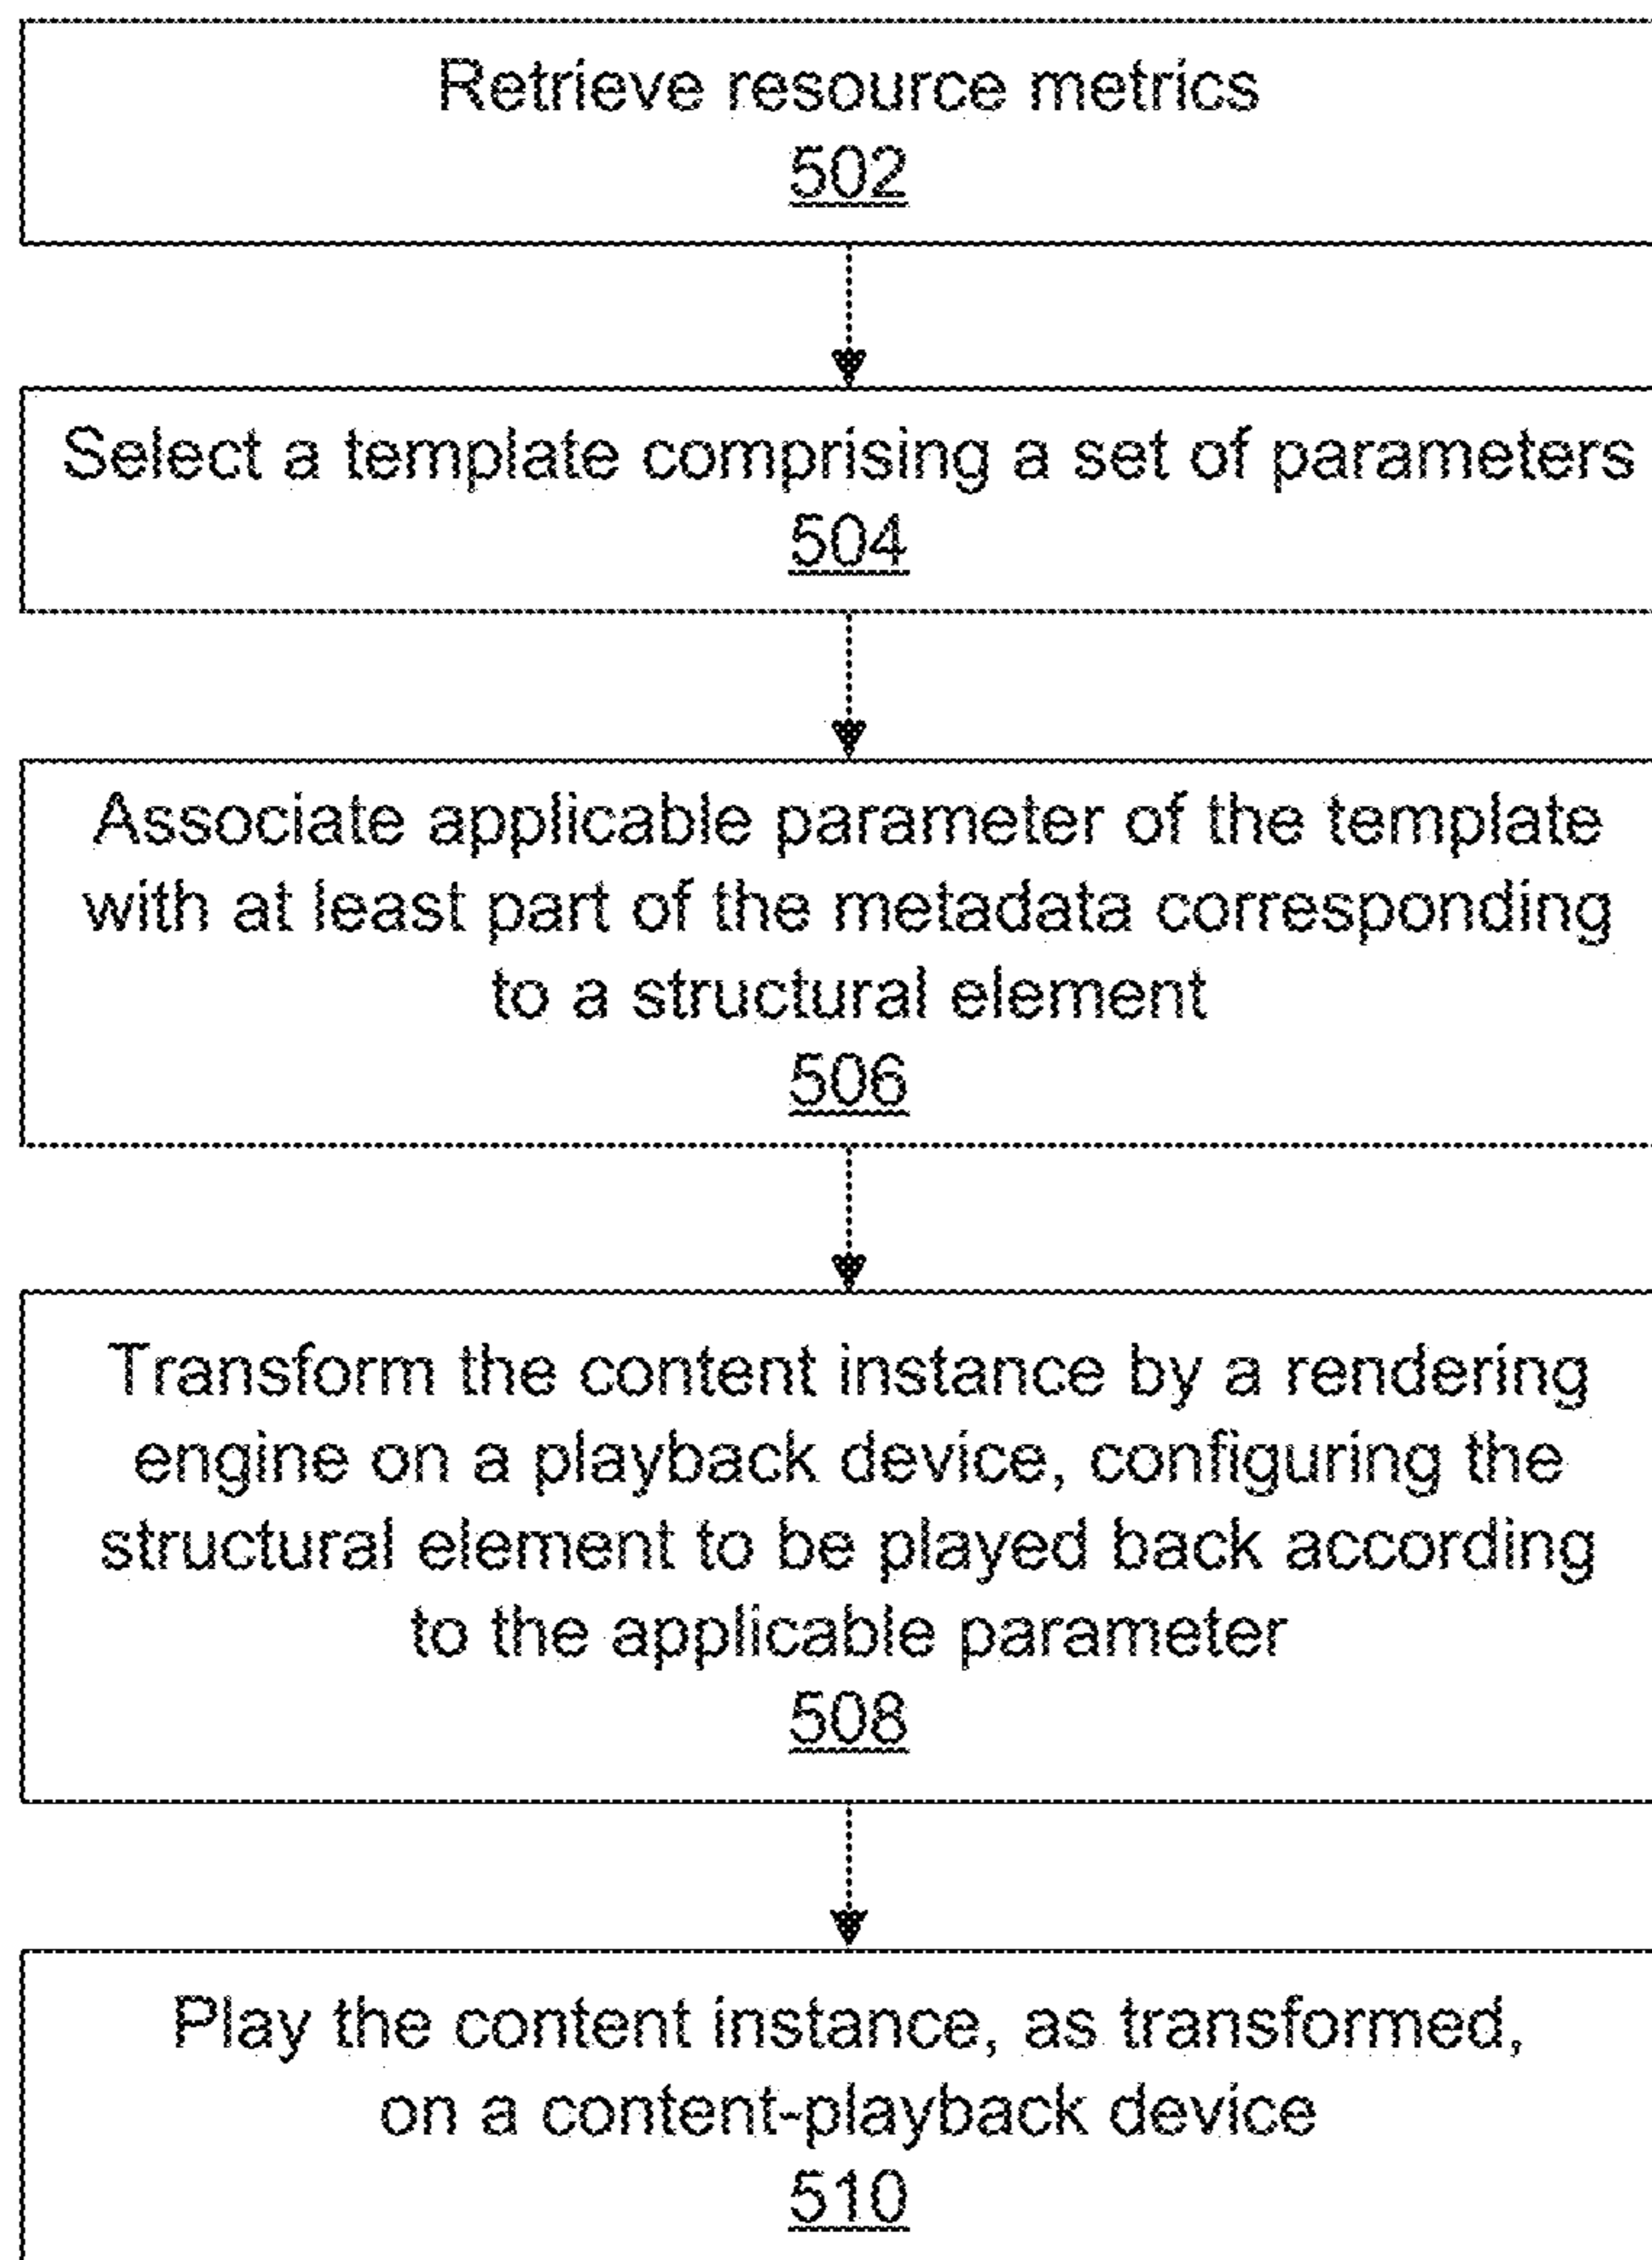 Retrieve resource metrics
502
Select a template comprising a set of parameters
504
Associate applicable parameter of the template
with at least part of the metadata corresponding
to a structural element
506
Transform the content instance by a rendering
engine on a playback device, configuring the
structural element to be played back according
to the applicable parameter
508
Play the content instance, as transformed,
on a content-playback device
510